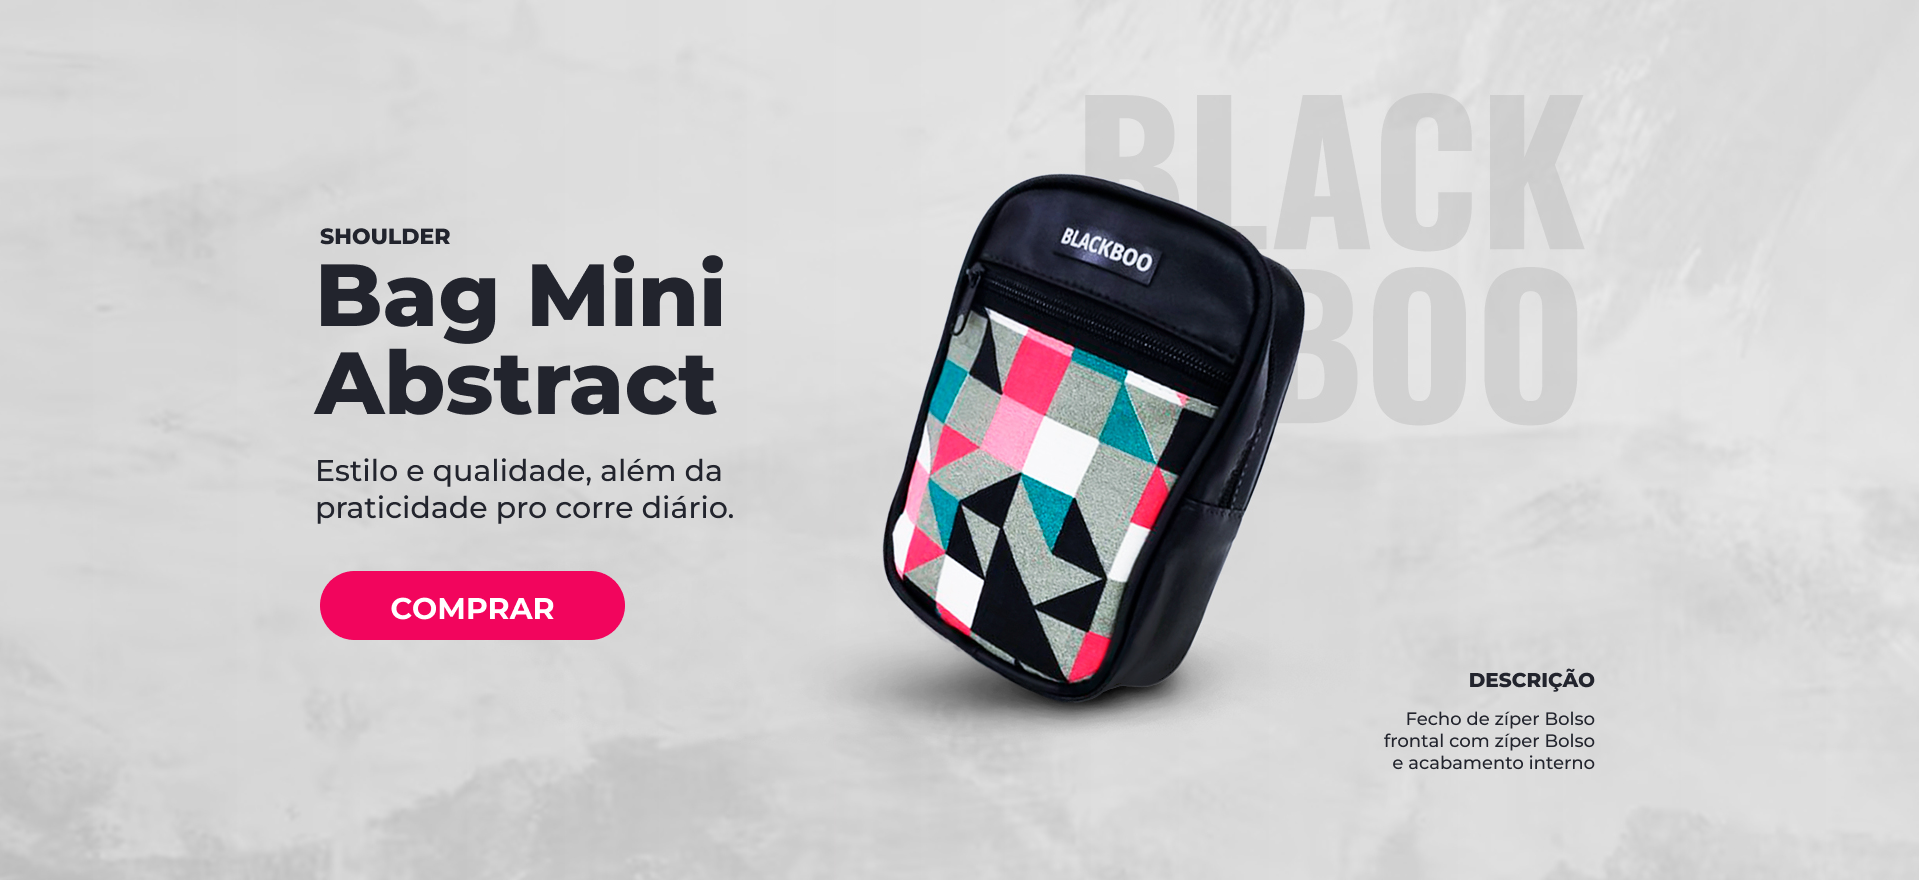 SHOULDER
Bag Mini
Abstract
Estilo e qualidade, além da
praticidade pro corre diário.
COMPRAR
BLACK
BOO
BLACKBOO
DESCRIÇÃO
Fecho de zíper Bolso
frontal com zíper Bolso
e acabamento interno